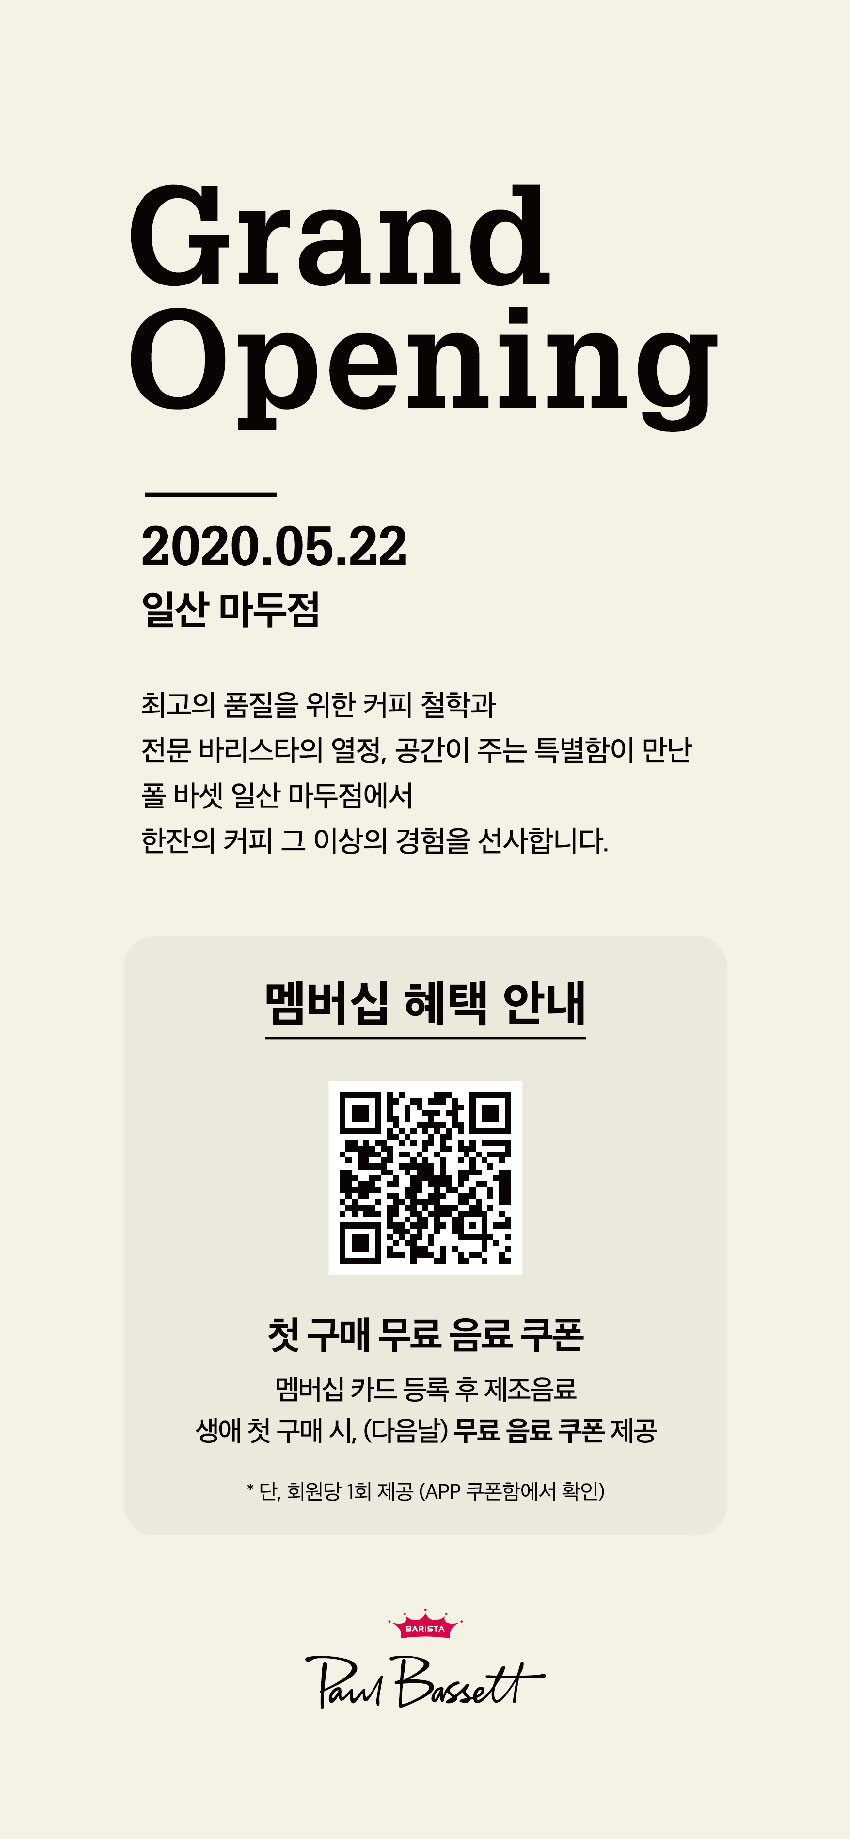 Grand
Opening
2020.05.22
일산 마두점
최고의 품질을 위한 커피 철학과
전문 바리스타의 열정, 공간이 주는 특별함이 만난
폴 바셋 일산 마두점에서
한잔의 커피 그 이상의 경험을 선사합니다.
멤버십 혜택 안내
첫 구매 무료 음료 쿠폰
멤버십 카드 등록 후 제조음료
생애 첫 구매 시, (다음날) 무료 음료 쿠폰 제공
* 단, 회원당 1회 제공 (APP 쿠폰함에서 확인)
BARISTA
Paul Bassett